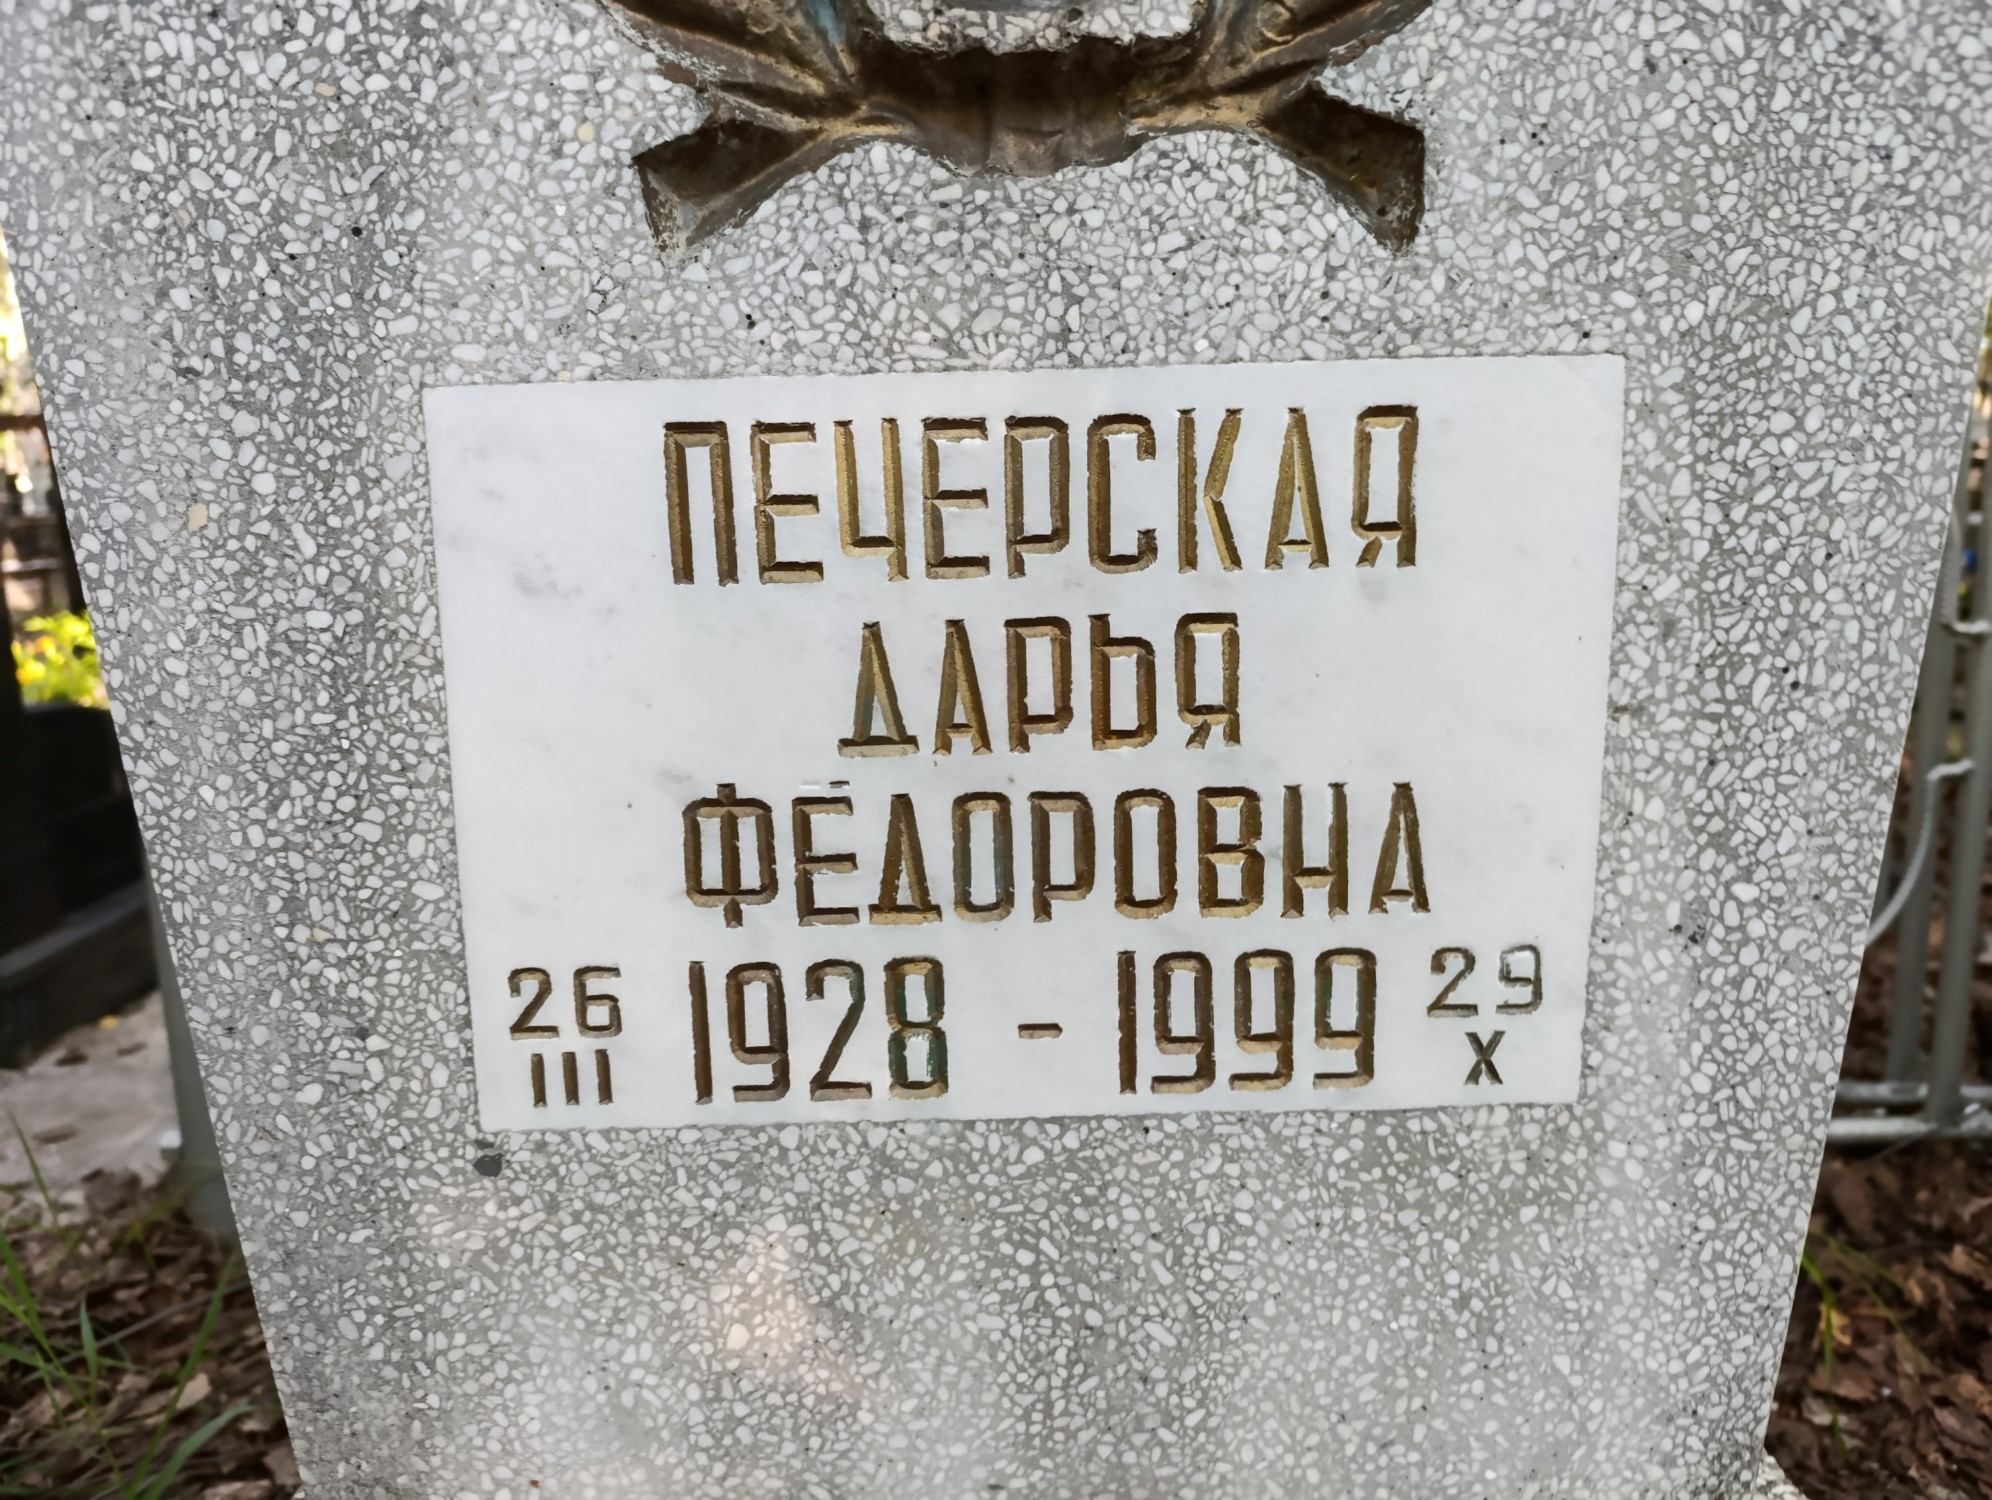 ПЕЧЕРСКАЯ
ДАРЬЯ
ФЁДОРОВНА
26 III 1928 - 1999 29 X